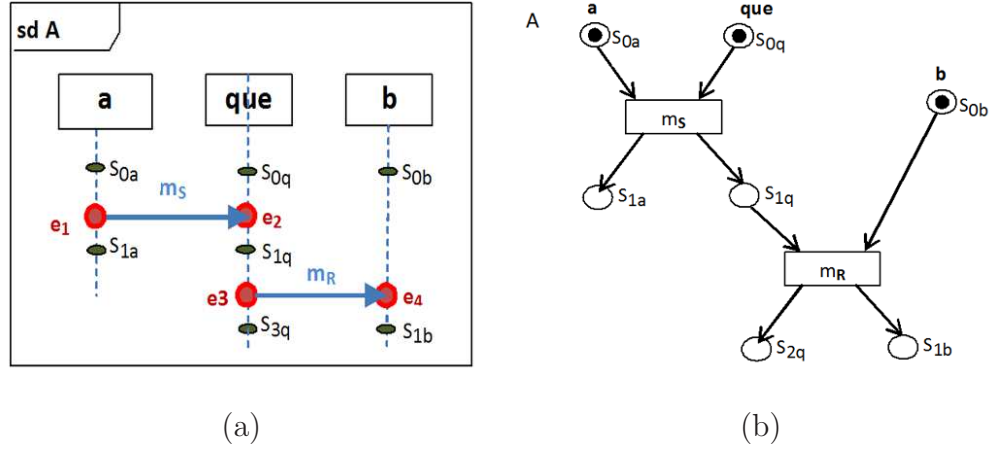 sd A
a que b
S0a S0q S0b
mS
e1 e2
S1a S1q
mR
e3 e4
S3q S1b
(a)
A
a que
S0a S0q
b
S0b
mS
S1a S1q
mR
S2q S1b
(b)